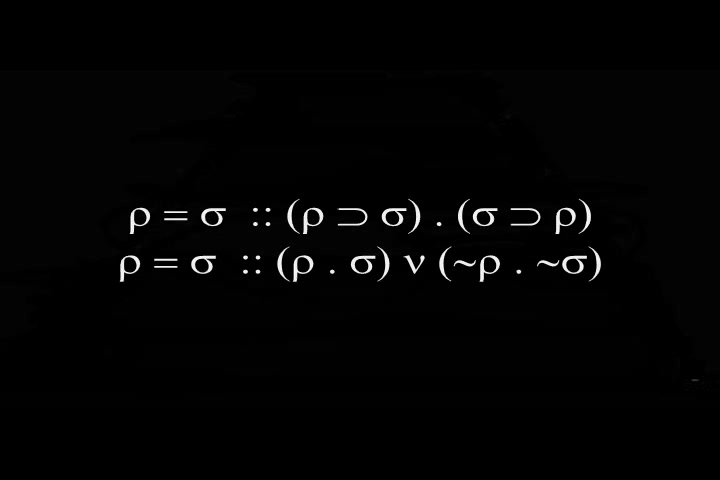 ρ = σ :: (ρ ⊃ σ) . (σ ⊃ ρ)
ρ = σ :: (ρ . σ) ν (~ρ . ~σ)